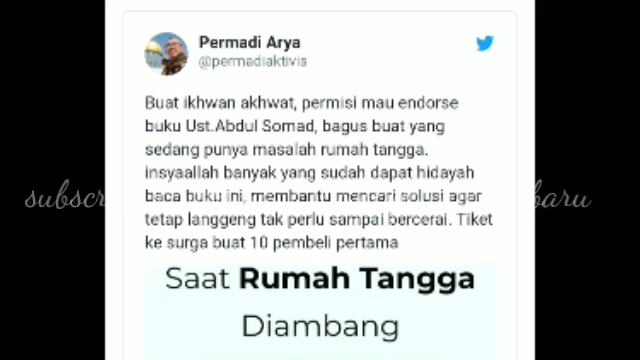 Permadi Arya
@permadiaktivis
Buat ikhwan akhwat, permisi mau endorse
buku Ust.Abdul Somad, bagus buat yang
sedang punya masalah rumah tangga.
insyaallah banyak yang sudah dapat hidayah
baca buku ini, membantu mencari solusi agar
tetap langgeng tak perlu sampai bercerai. Tiket
ke surga buat 10 pembeli pertama
Saat Rumah Tangga
Diambang